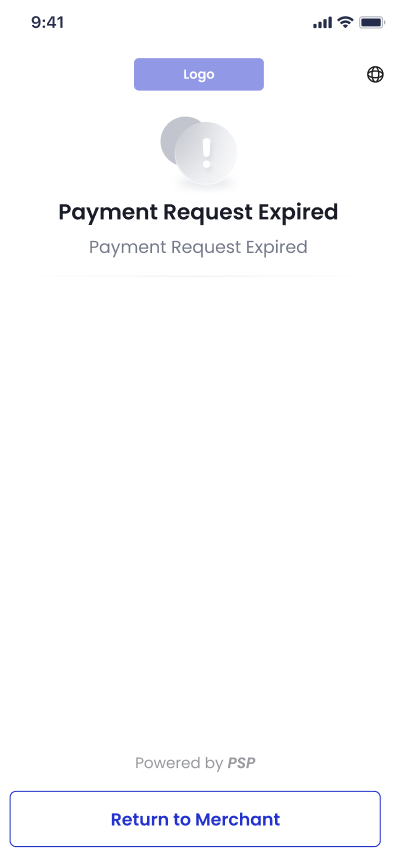 9:41
Logo
Payment Request Expired
Payment Request Expired
Powered by PSP
Return to Merchant